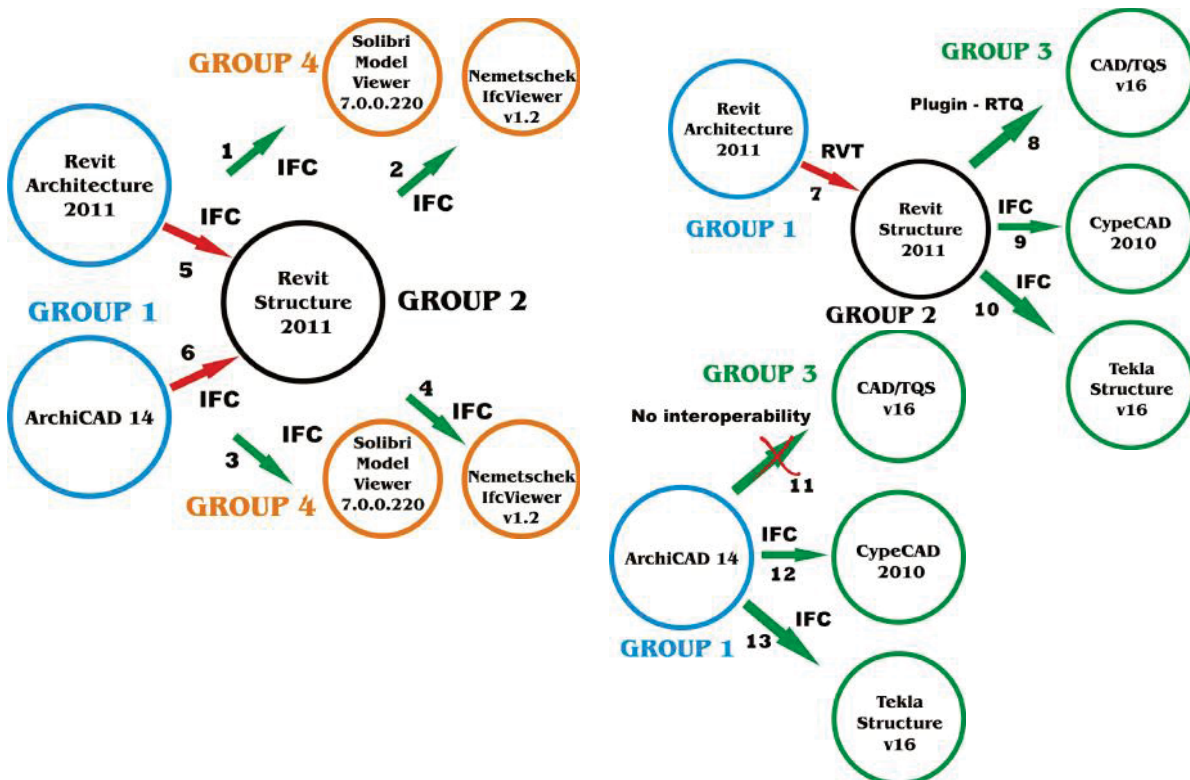 GROUP 4
Solibri
Model
Viewer
7.0.0.220
Nemetschek
IfcViewer
v1.2
1
IFC
2
IFC
Revit
Architecture
2011
IFC
5
Revit
Structure
2011
GROUP 2
GROUP 1
6
IFC
ArchiCAD 14
4
IFC
3
IFC
Solibri
Model
Viewer
7.0.0.220
Nemetschek
IfcViewer
v1.2
GROUP 4
GROUP 3
CAD/TQS
v16
Revit
Architecture
2011
Plugin - RTQ
8
RVT
7
GROUP 1
Revit
Structure
2011
IFC
9
CypeCAD
2010
IFC
10
GROUP 2
Tekla
Structure
v16
GROUP 3
CAD/TQS
v16
No interoperability
11
ArchiCAD 14
IFC
12
CypeCAD
2010
IFC
13
GROUP 1
Tekla
Structure
v16